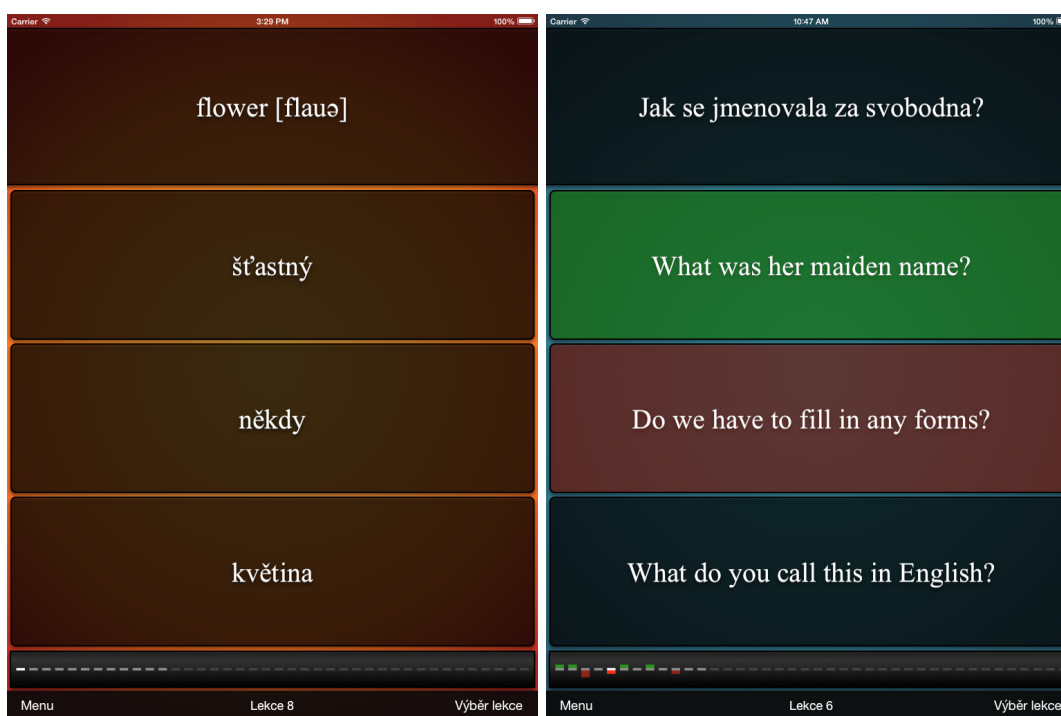 Carrier 3:29 PM 100%
flower [flauə]
šťastný
někdy
květina
Menu Lekce 8 Výběr lekce
Carrier 10:47 AM 100%
Jak se jmenovala za svobodna?
What was her maiden name?
Do we have to fill in any forms?
What do you call this in English?
Menu Lekce 6 Výběr lekce